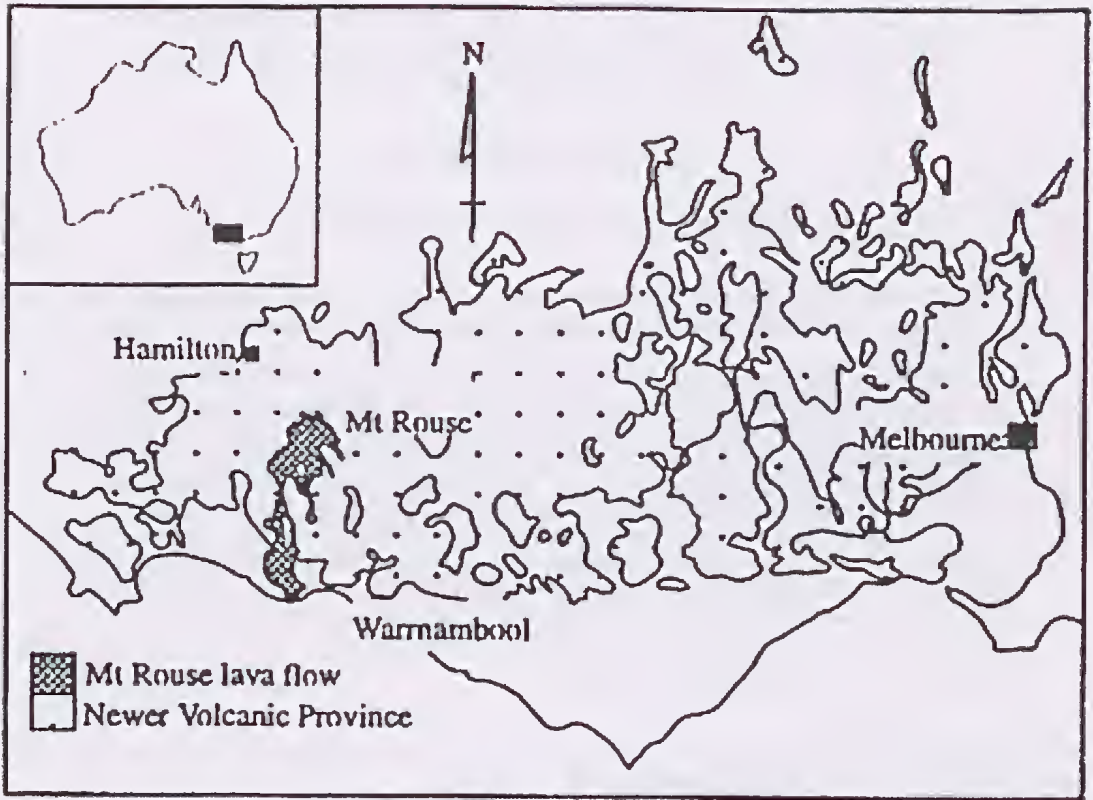 N
Hamilton
Mt Rouse
Melbourne
Warrnambool
Mt Rouse lava flow
Newer Volcanic Province